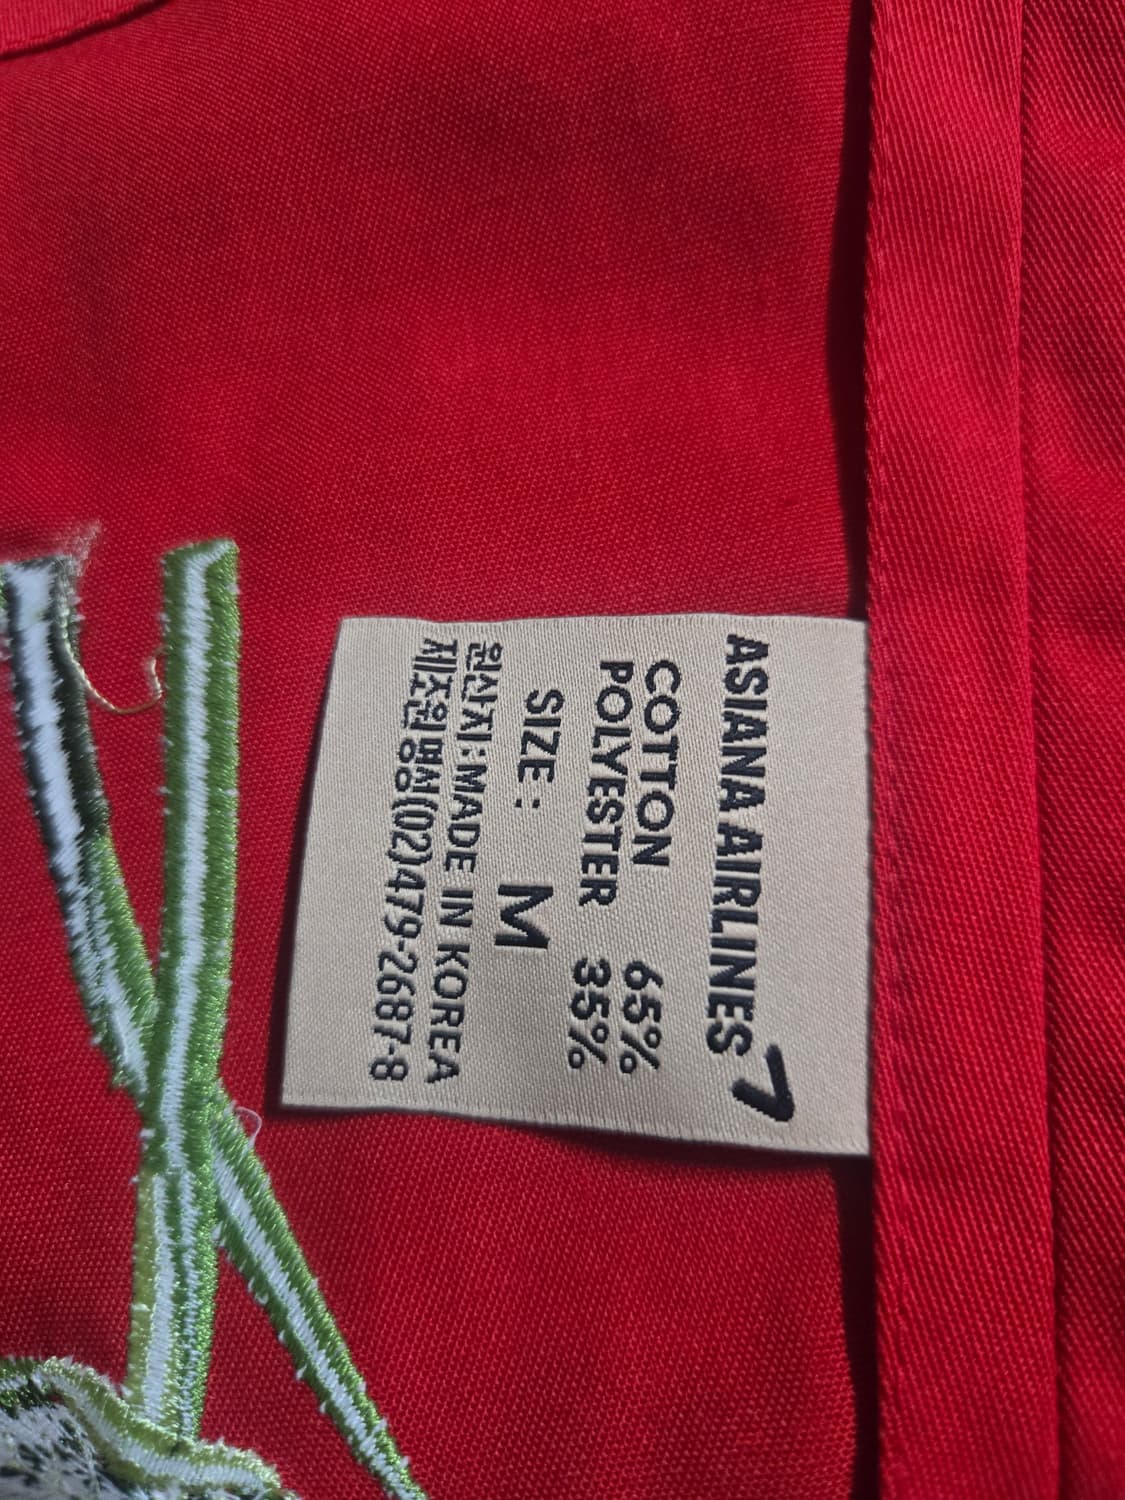 ASIANA AIRLINES
COTTON 65%
POLYESTER 35%
SIZE : M
원산지:MADE IN KOREA
제조원:명신(02)479-2687-8